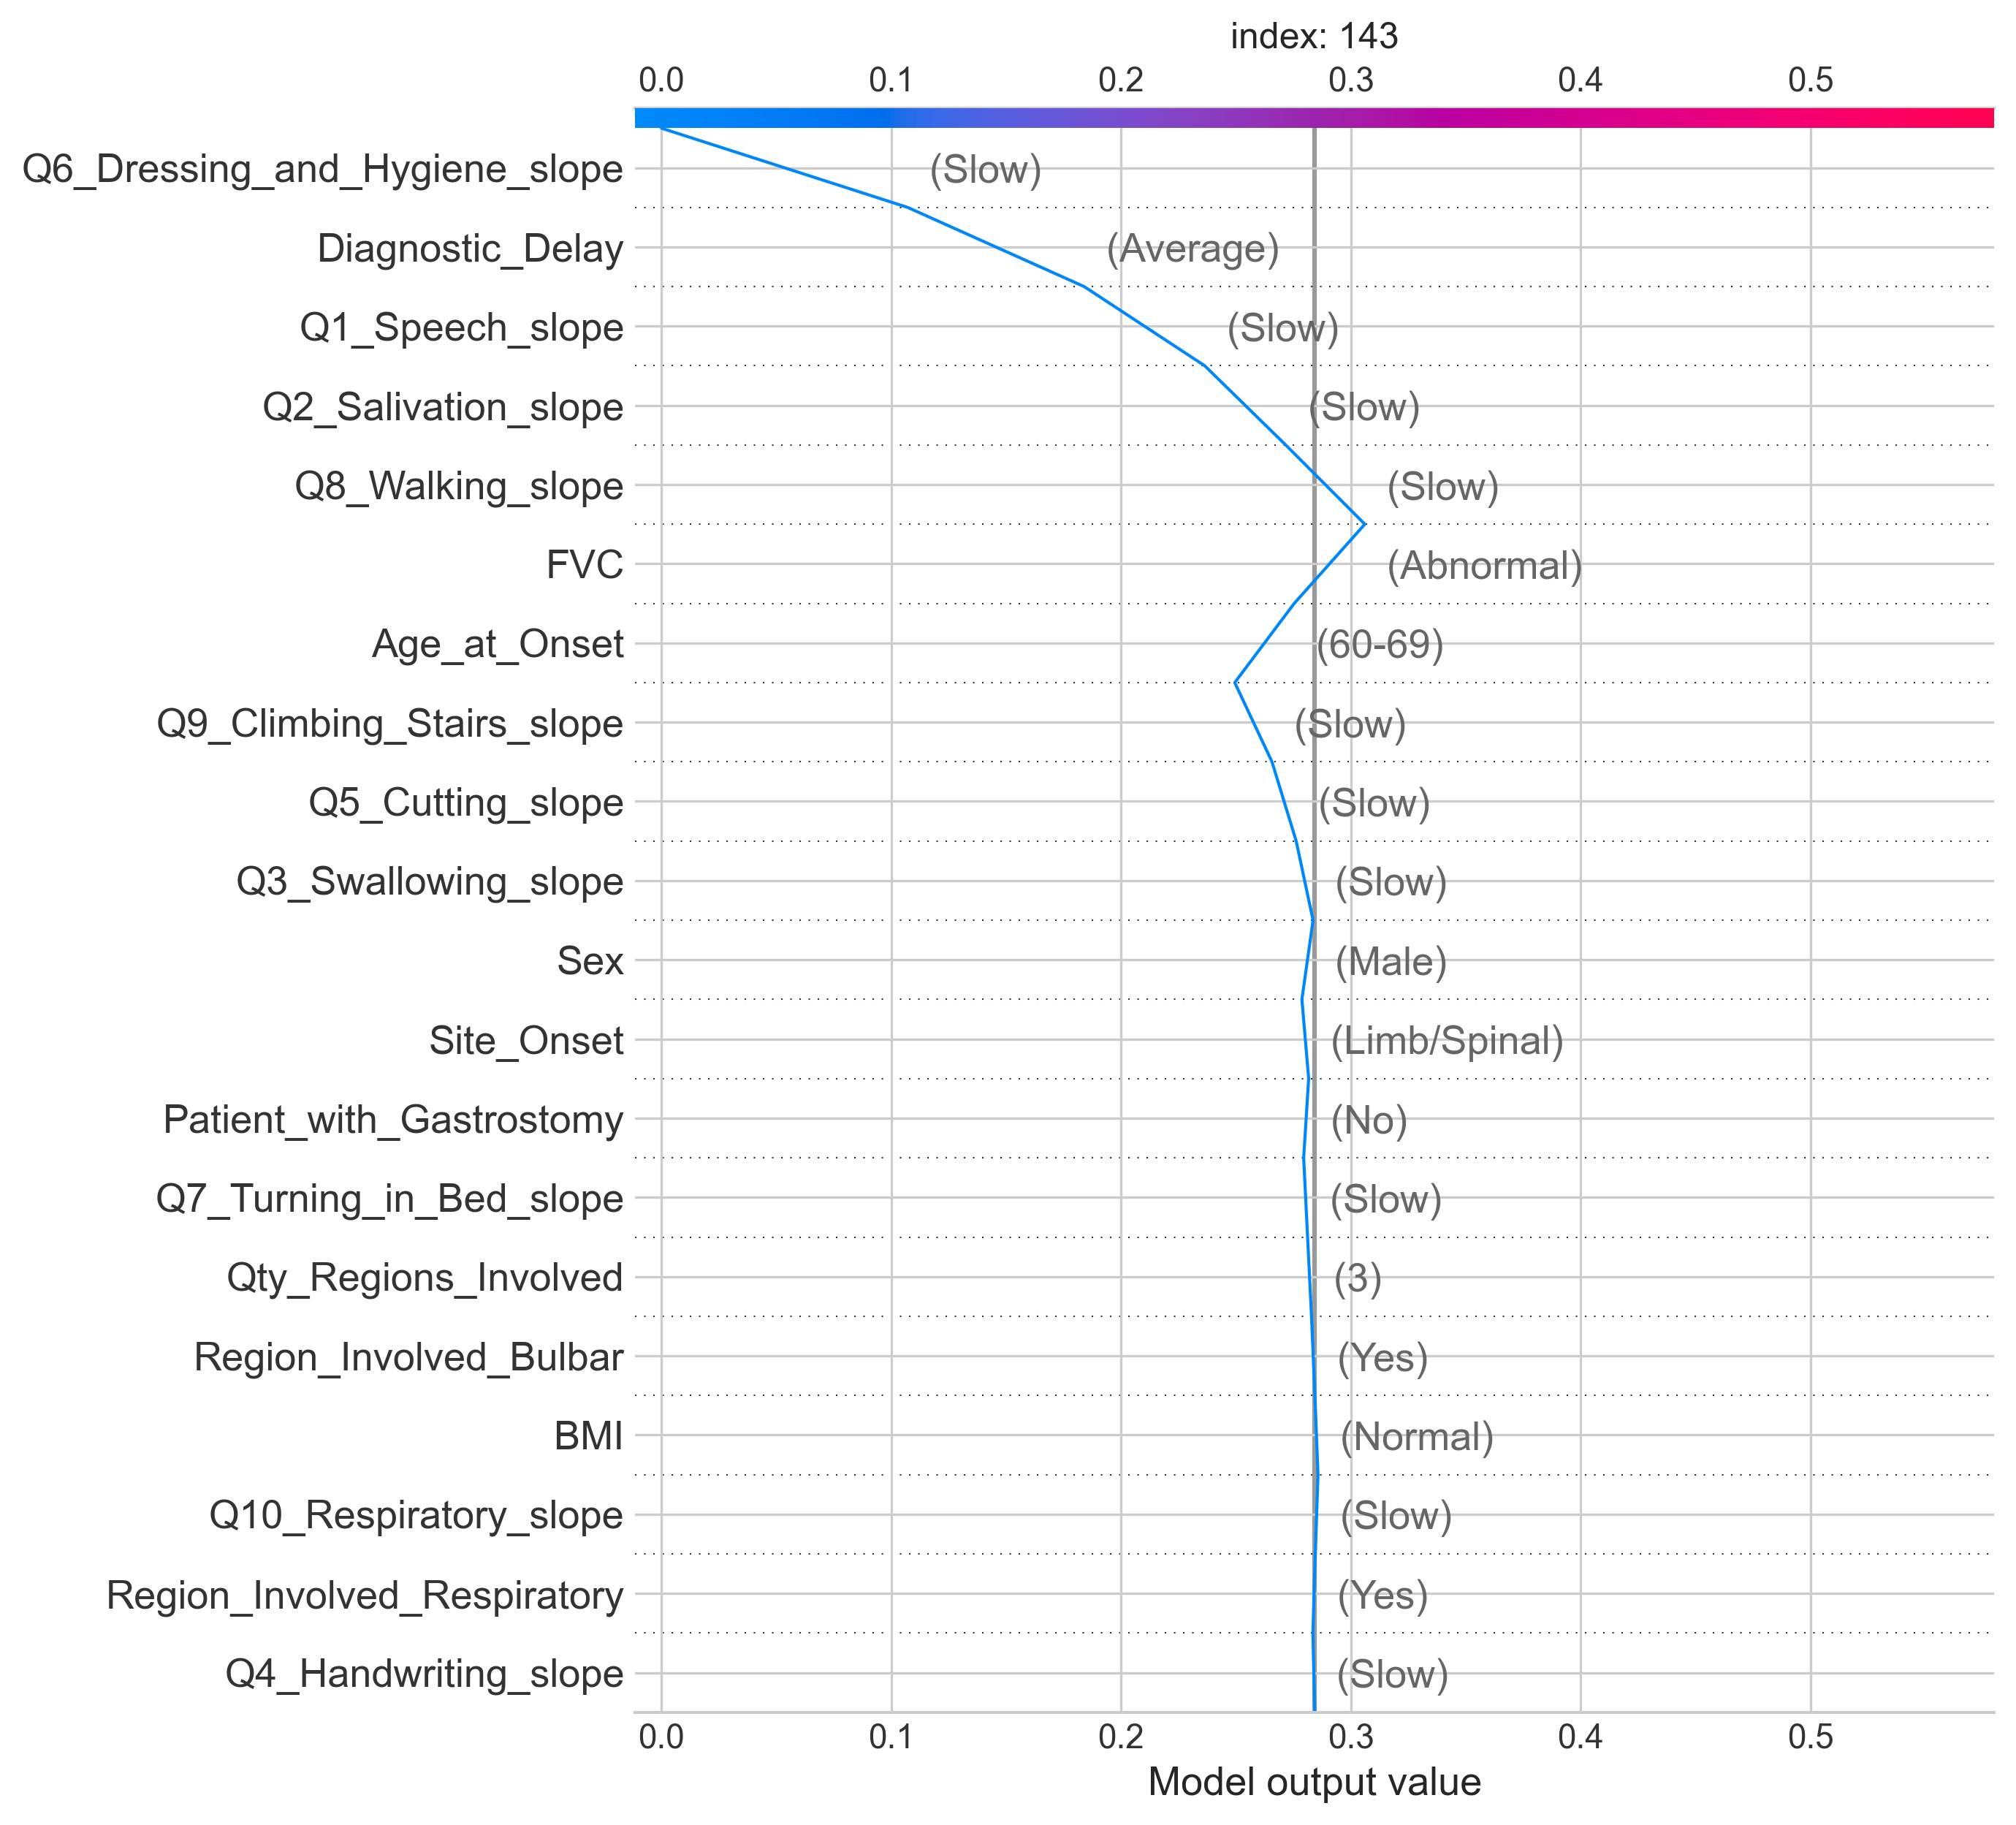 index: 143
0.0 0.1 0.2 0.3 0.4 0.5
Q6_Dressing_and_Hygiene_slope (Slow)
Diagnostic_Delay (Average)
Q1_Speech_slope (Slow)
Q2_Salivation_slope (Slow)
Q8_Walking_slope (Slow)
FVC (Abnormal)
Age_at_Onset (60-69)
Q9_Climbing_Stairs_slope (Slow)
Q5_Cutting_slope (Slow)
Q3_Swallowing_slope (Slow)
Sex (Male)
Site_Onset (Limb/Spinal)
Patient_with_Gastrostomy (No)
Q7_Turning_in_Bed_slope (Slow)
Qty_Regions_Involved (3)
Region_Involved_Bulbar (Yes)
BMI (Normal)
Q10_Respiratory_slope (Slow)
Region_Involved_Respiratory (Yes)
Q4_Handwriting_slope (Slow)
0.0 0.1 0.2 0.3 0.4 0.5
Model output value